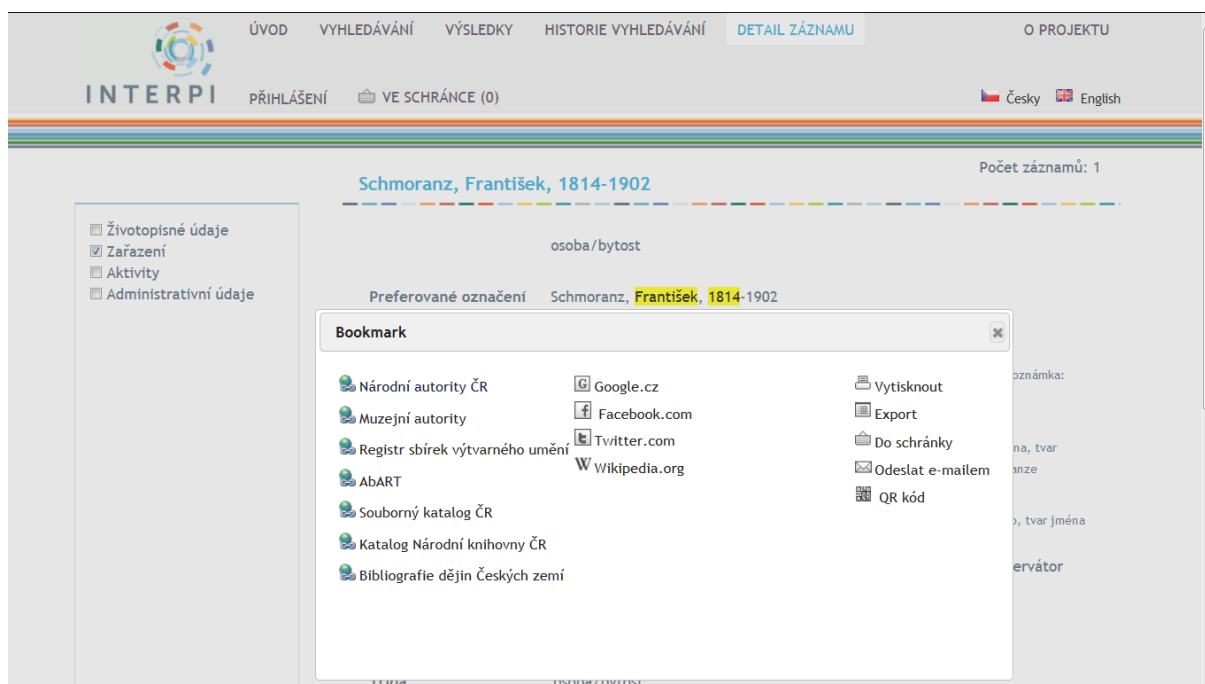 ÚVOD VYHLEDÁVÁNÍ VÝSLEDKY HISTORIE VYHLEDÁVÁNÍ DETAIL ZÁZNAMU O PROJEKTU
INTERPI PŘIHLÁŠENÍ VE SCHRÁNCE (0) Česky English
Počet záznamů: 1
Schmoranz, František, 1814-1902
Životopisné údaje
Zařazení
Aktivity
Administrativní údaje
osoba/bytost
Preferované označení Schmoranz, František, 1814-1902
Bookmark
Národní autority ČR
Muzejní autority
Registr sbírek výtvarného umění
AbART
Souborný katalog ČR
Katalog Národní knihovny ČR
Bibliografie dějin Českých zemí
Google.cz
Facebook.com
Twitter.com
Wikipedia.org
Vytisknout
Export
Do schránky
Odeslat e-mailem
QR kód
oznámka:
na, tvar
anze
o, tvar jména
ervátor
osoba/bytost